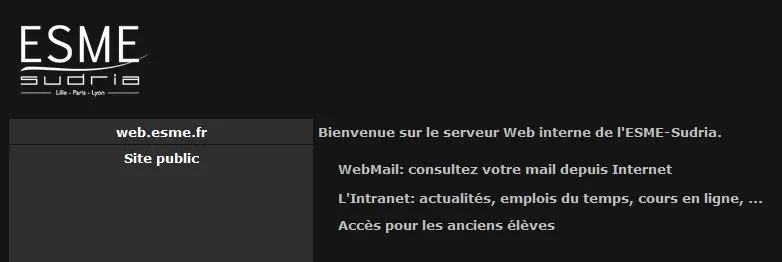 ESME
sudria
Lille - Paris - Lyon
web.esme.fr
Bienvenue sur le serveur Web interne de l'ESME-Sudria.
Site public
WebMail: consultez votre mail depuis Internet
L'Intranet: actualités, emplois du temps, cours en ligne, ...
Accès pour les anciens élèves